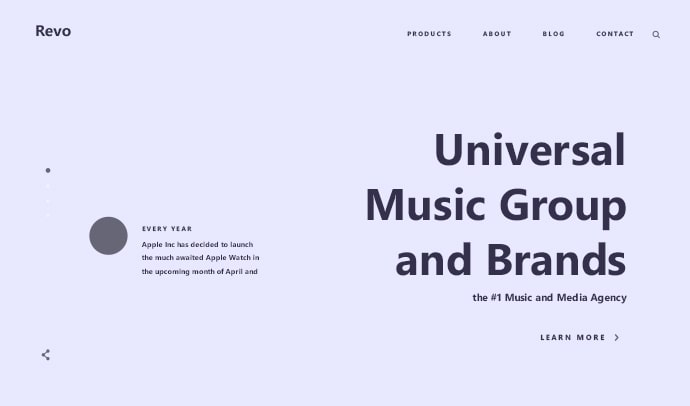 Revo
PRODUCTS ABOUT BLOG CONTACT
Universal
Music Group
and Brands
the #1 Music and Media Agency
LEARN MORE
EVERY YEAR
Apple Inc has decided to launch
the much awaited Apple Watch in
the upcoming month of April and